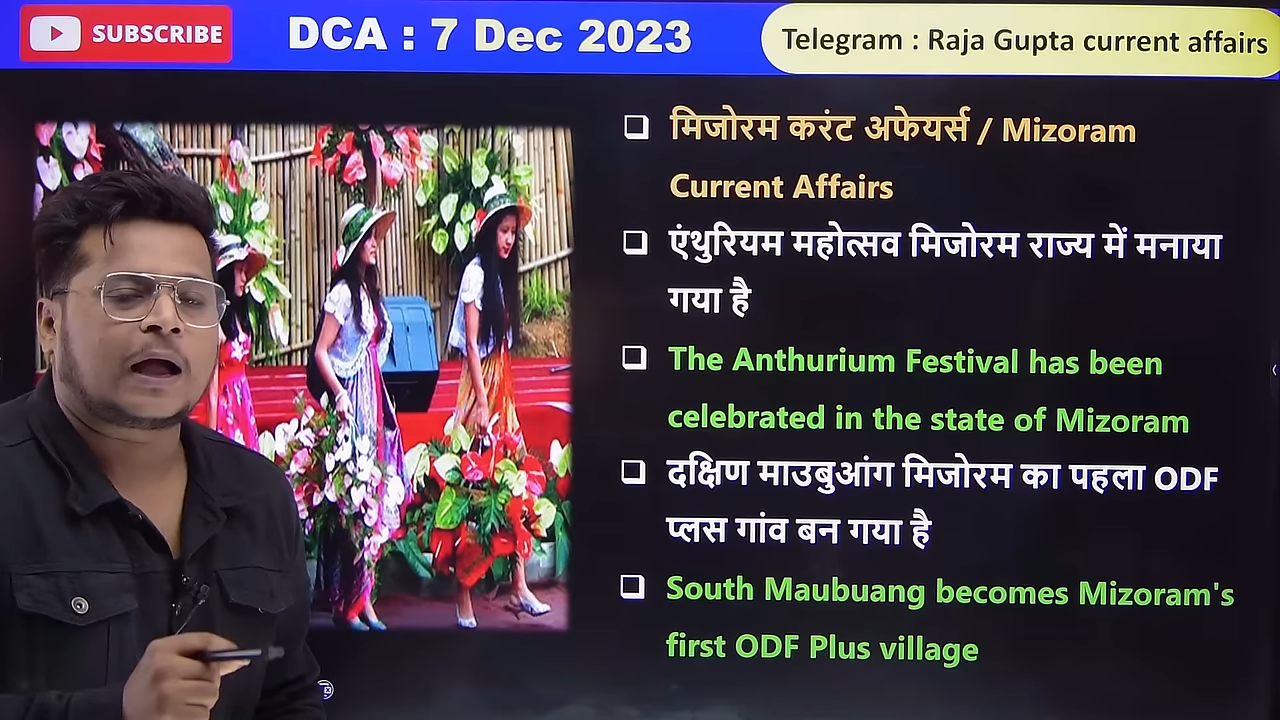 SUBSCRIBE
DCA : 7 Dec 2023
Telegram : Raja Gupta current affairs
मिजोरम करंट अफेयर्स / Mizoram
Current Affairs
एंथुरियम महोत्सव मिजोरम राज्य में मनाया
गया है
The Anthurium Festival has been
celebrated in the state of Mizoram
दक्षिण माउबुआंग मिजोरम का पहला ODF
प्लस गांव बन गया है
South Maubuang becomes Mizoram's
first ODF Plus village